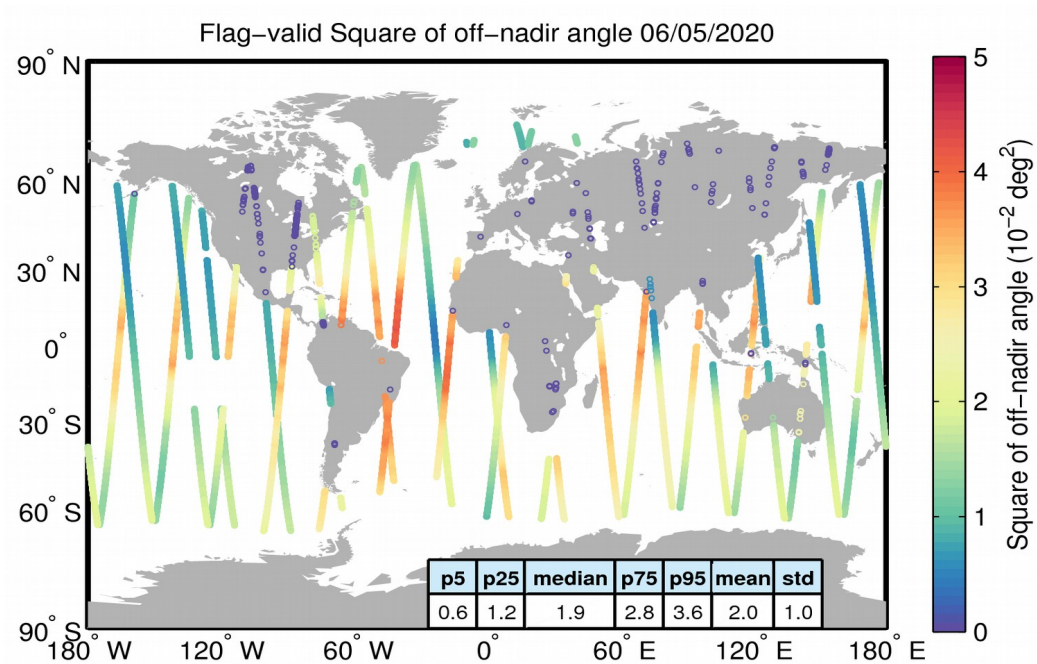 Flag−valid Square of off−nadir angle 06/05/2020
90° N
60° N
30° N
0°
30° S
60° S
90° S
180° W
120° W
60° W
0°
60° E
120° E
180° E
p5 p25 median p75 p95 mean std
0.6 1.2 1.9 2.8 3.6 2.0 1.0
5
4
3
2
1
0
Square of off−nadir angle (10⁻² deg²)